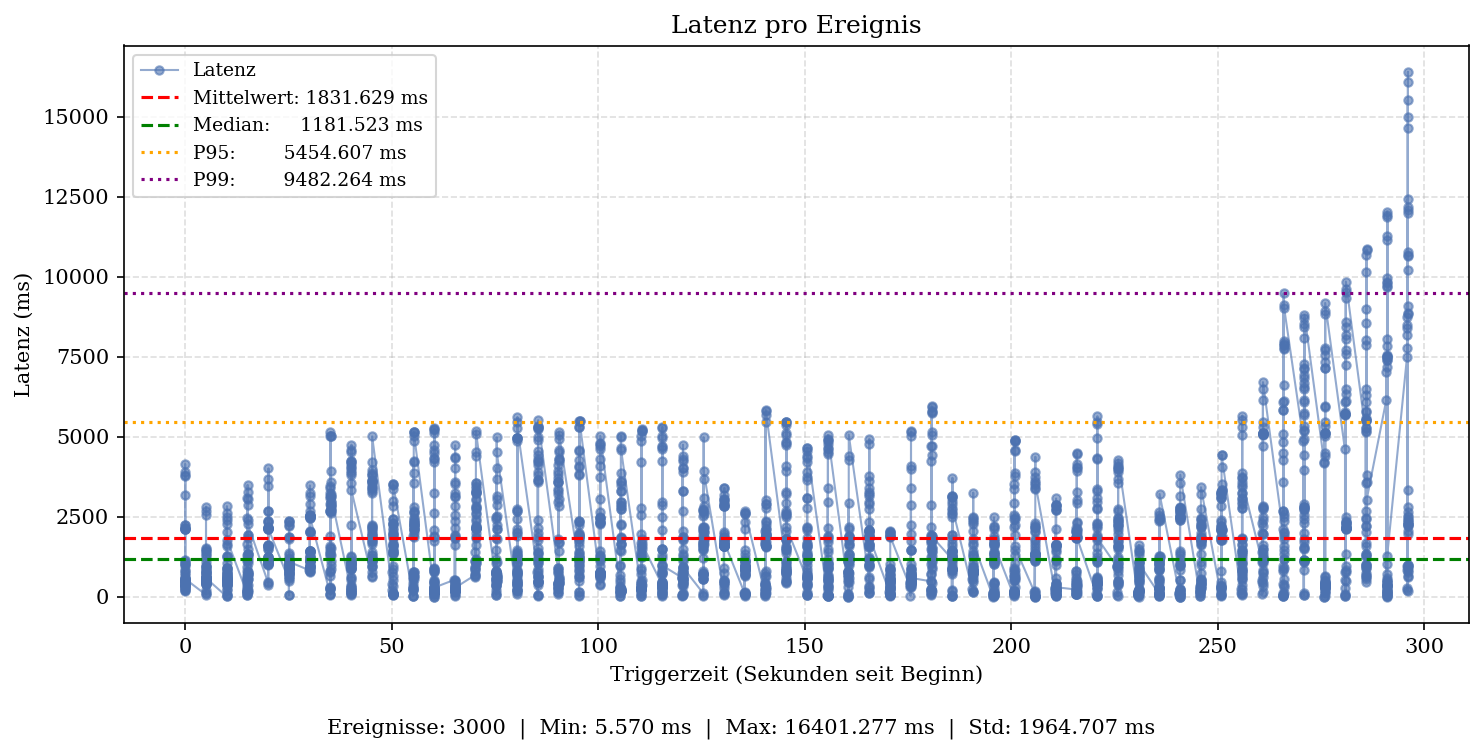 Latenz pro Ereignis
Latenz
Mittelwert: 1831.629 ms
Median: 1181.523 ms
P95: 5454.607 ms
P99: 9482.264 ms
Latenz (ms)
15000
12500
10000
7500
5000
2500
0
0 50 100 150 200 250 300
Triggerzeit (Sekunden seit Beginn)
Ereignisse: 3000 | Min: 5.570 ms | Max: 16401.277 ms | Std: 1964.707 ms